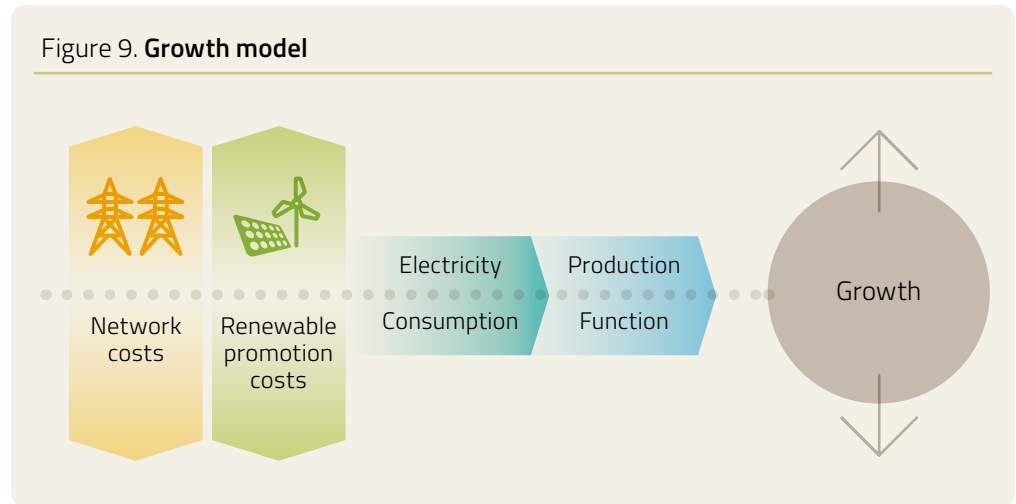 Figure 9. Growth model
Network
costs
Renewable
promotion
costs
Electricity
Consumption
Production
Function
Growth